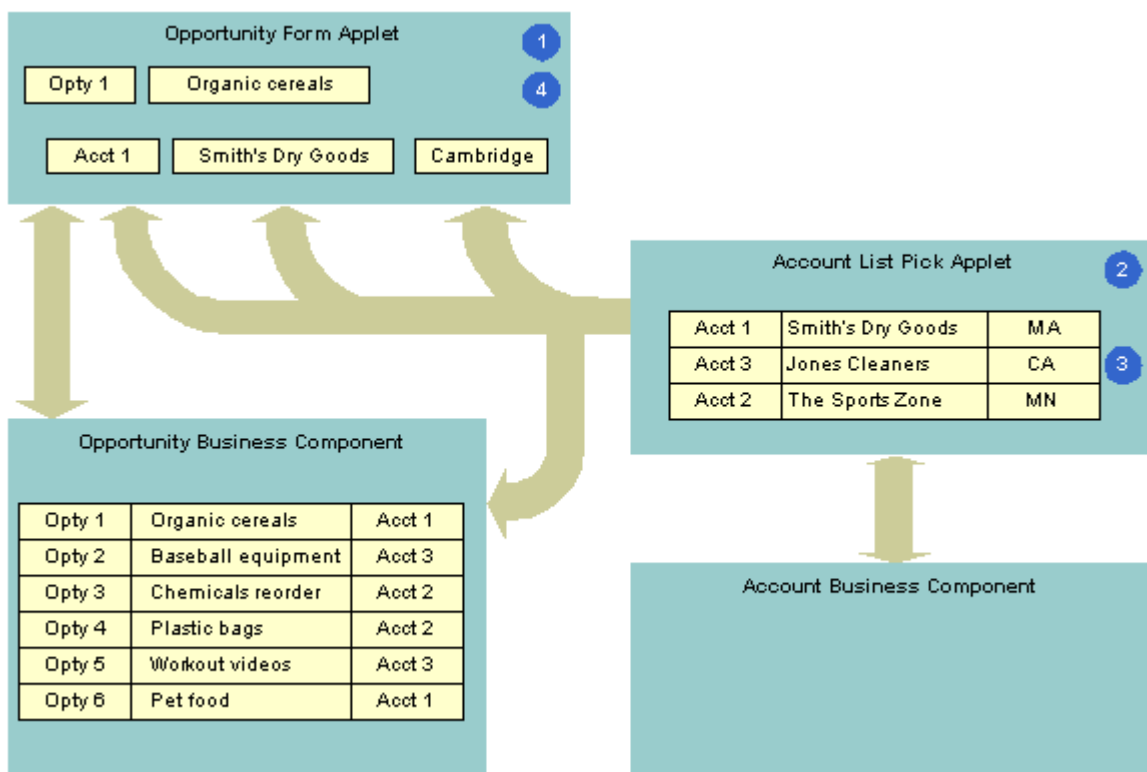 Opportunity Form Applet 1
Opty 1 Organic cereals 4
Acct 1 Smith's Dry Goods Cambridge
Account List Pick Applet 2
Acct 1 Smith's Dry Goods MA
Acct 3 Jones Cleaners CA 3
Acct 2 The Sports Zone MN
Opportunity Business Component
Opty 1 Organic cereals Acct 1
Opty 2 Baseball equipment Acct 3
Opty 3 Chemicals reorder Acct 2
Opty 4 Plastic bags Acct 2
Opty 5 Workout videos Acct 3
Opty 6 Pet food Acct 1
Account Business Component